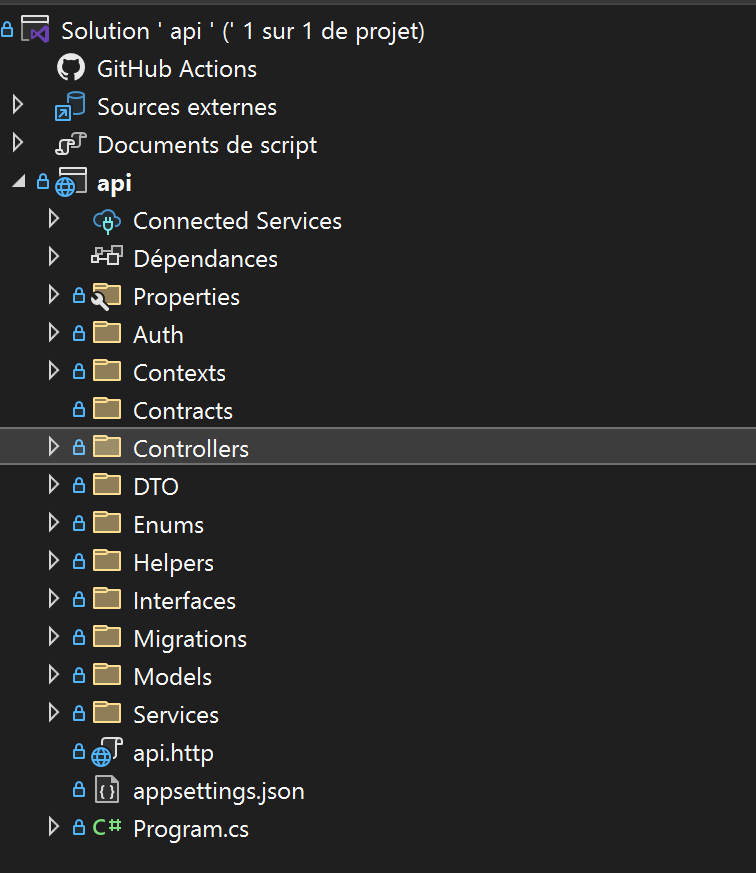 Solution ' api ' (' 1 sur 1 de projet)
GitHub Actions
Sources externes
Documents de script
api
Connected Services
Dépendances
Properties
Auth
Contexts
Contracts
Controllers
DTO
Enums
Helpers
Interfaces
Migrations
Models
Services
api.http
appsettings.json
C# Program.cs